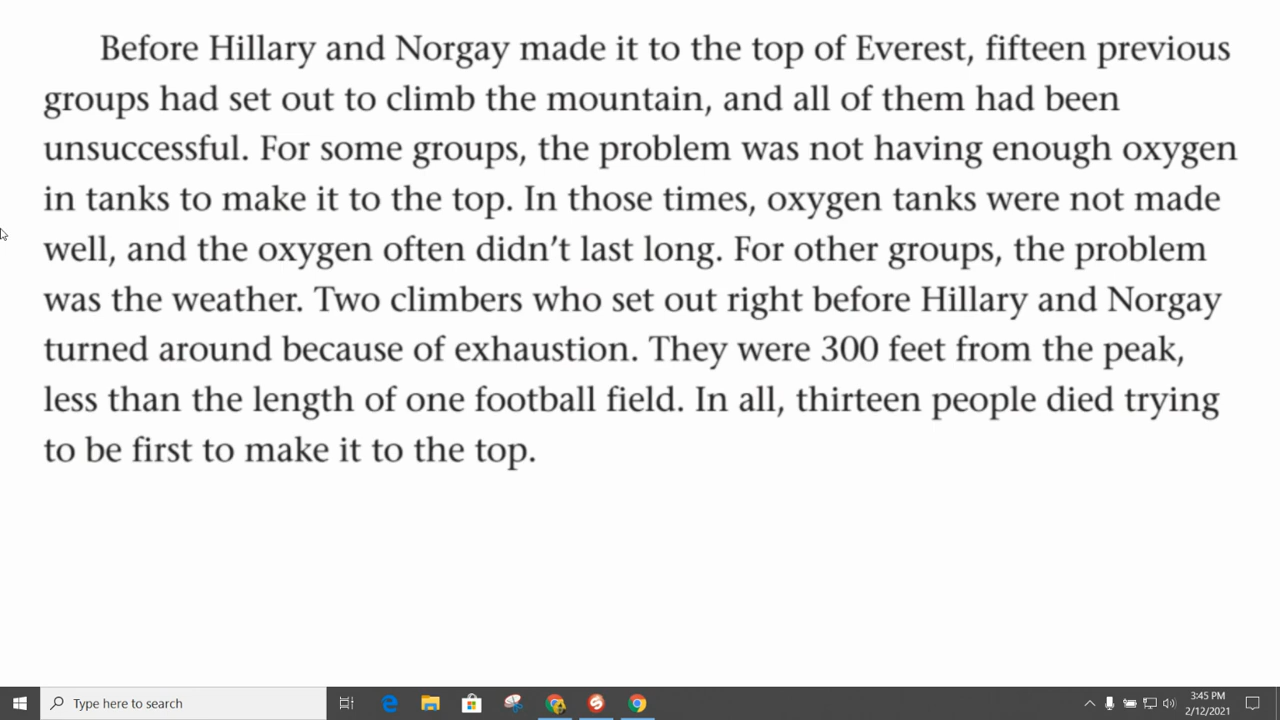 Before Hillary and Norgay made it to the top of Everest, fifteen previous
groups had set out to climb the mountain, and all of them had been
unsuccessful. For some groups, the problem was not having enough oxygen
in tanks to make it to the top. In those times, oxygen tanks were not made
well, and the oxygen often didn’t last long. For other groups, the problem
was the weather. Two climbers who set out right before Hillary and Norgay
turned around because of exhaustion. They were 300 feet from the peak,
less than the length of one football field. In all, thirteen people died trying
to be first to make it to the top.
Type here to search
3:45 PM
2/12/2021